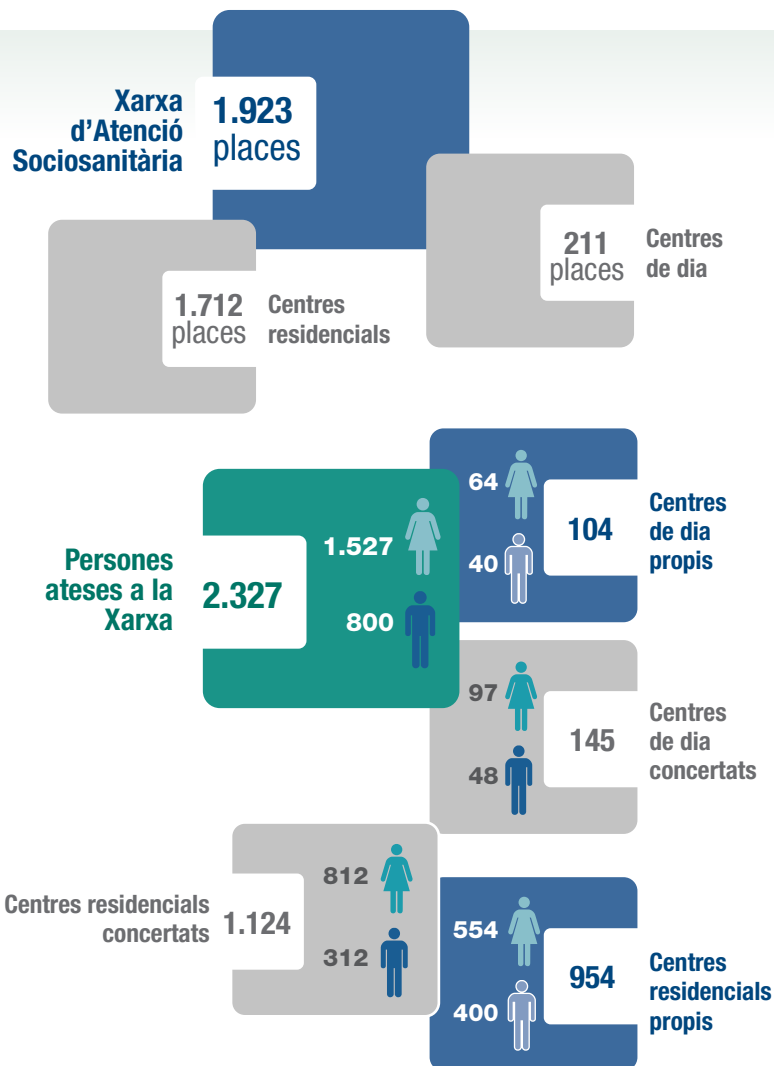 Xarxa
d'Atenció
Sociosanitària
1.923
places
211
places
Centres
de dia
1.712
places
Centres
residencials
Persones
ateses a la
Xarxa
2.327
1.527
800
64
40
104
Centres
de dia
propis
97
48
145
Centres
de dia
concertats
Centres residencials
concertats
1.124
812
312
554
400
954
Centres
residencials
propis